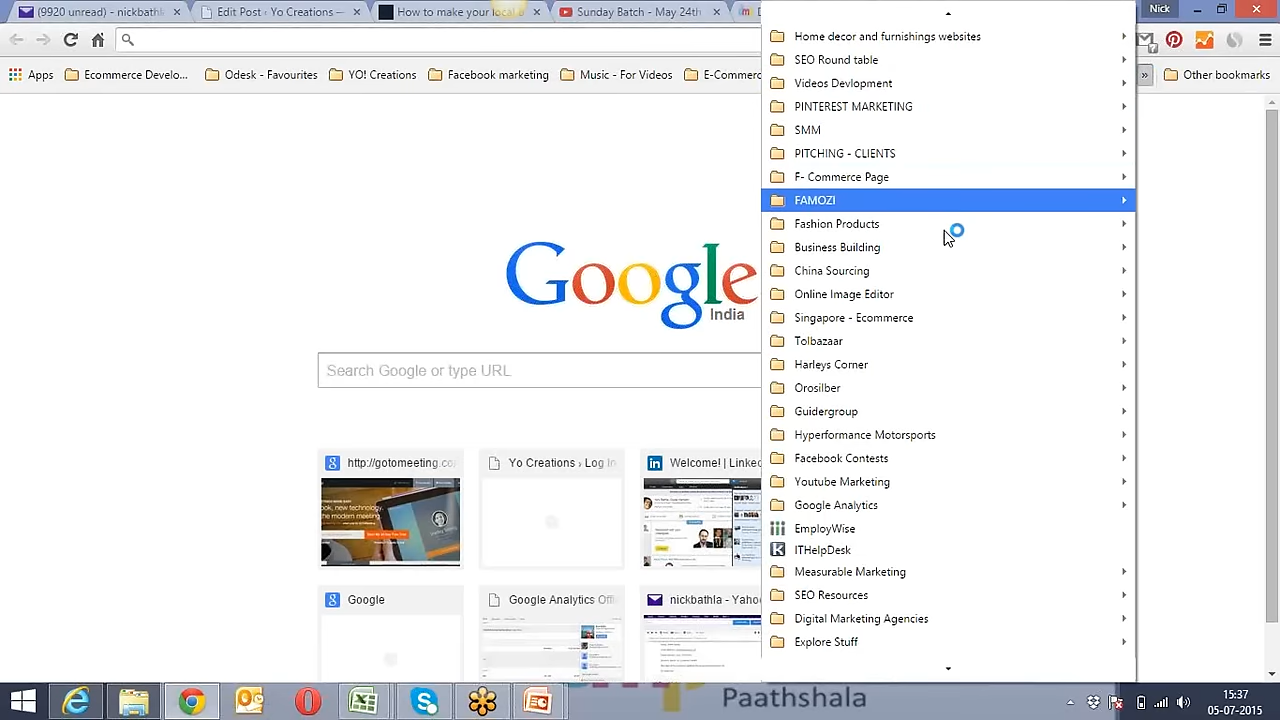 (9920 unread) - nickbathl
Edit Post ‹ Yo Creations —
How to make your local b
Sunday Batch - May 24th
Nick
Apps
Ecommerce Develo...
Odesk - Favourites
YO! Creations
Facebook marketing
Music - For Videos
E-Commerc
»
Other bookmarks
Home decor and furnishings websites
SEO Round table
Videos Devlopment
PINTEREST MARKETING
SMM
PITCHING - CLIENTS
F- Commerce Page
FAMOZI
Fashion Products
Business Building
China Sourcing
Online Image Editor
Singapore - Ecommerce
Tolbazaar
Harleys Corner
Orosilber
Guidergroup
Hyperformance Motorsports
Facebook Contests
Youtube Marketing
Google Analytics
EmployWise
ITHelpDesk
Measurable Marketing
SEO Resources
Digital Marketing Agencies
Explore Stuff
Google
India
Search Google or type URL
http://gotomeeting.co
Yo Creations › Log In
Welcome! | Linke
Google
Google Analytics Offi
nickbathla - Yaho
Paathshala
15:37
05-07-2015